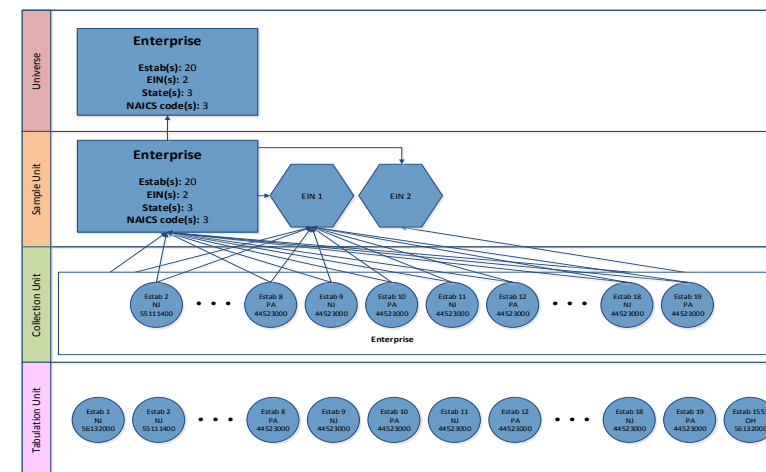 Universe
Enterprise
Estab(s): 20
EIN(s): 2
State(s): 3
NAICS code(s): 3
Sample Unit
Enterprise
Estab(s): 20
EIN(s): 2
State(s): 3
NAICS code(s): 3
EIN 1
EIN 2
Collection Unit
Estab 2
NJ
55111400
• • •
Estab 8
PA
44523000
Estab 9
NJ
44523000
Estab 10
PA
44523000
Estab 11
NJ
44523000
Estab 12
PA
44523000
• • •
Estab 18
NJ
44523000
Estab 19
PA
44523000
Enterprise
Tabulation Unit
Estab 1
NJ
56132000
Estab 2
NJ
55111400
• • •
Estab 8
PA
44523000
Estab 9
NJ
44523000
Estab 10
PA
44523000
Estab 11
NJ
44523000
Estab 12
PA
44523000
• • •
Estab 18
NJ
44523000
Estab 19
PA
44523000
Estab 155
OH
56132000